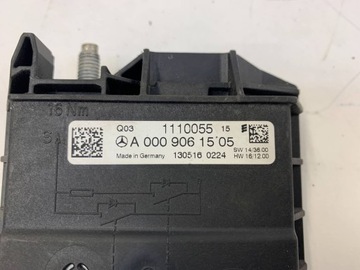 16 Nm
Q03 1110055 15
A 000 906 15 05
Made in Germany 130516 0224
SW 14:36.00
HW 16:12.00